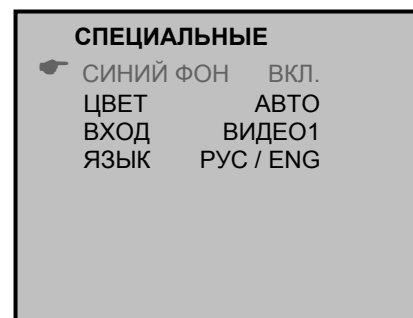 СПЕЦИАЛЬНЫЕ
СИНИЙ ФОН ВКЛ.
ЦВЕТ АВТО
ВХОД ВИДЕО1
ЯЗЫК РУС / ENG